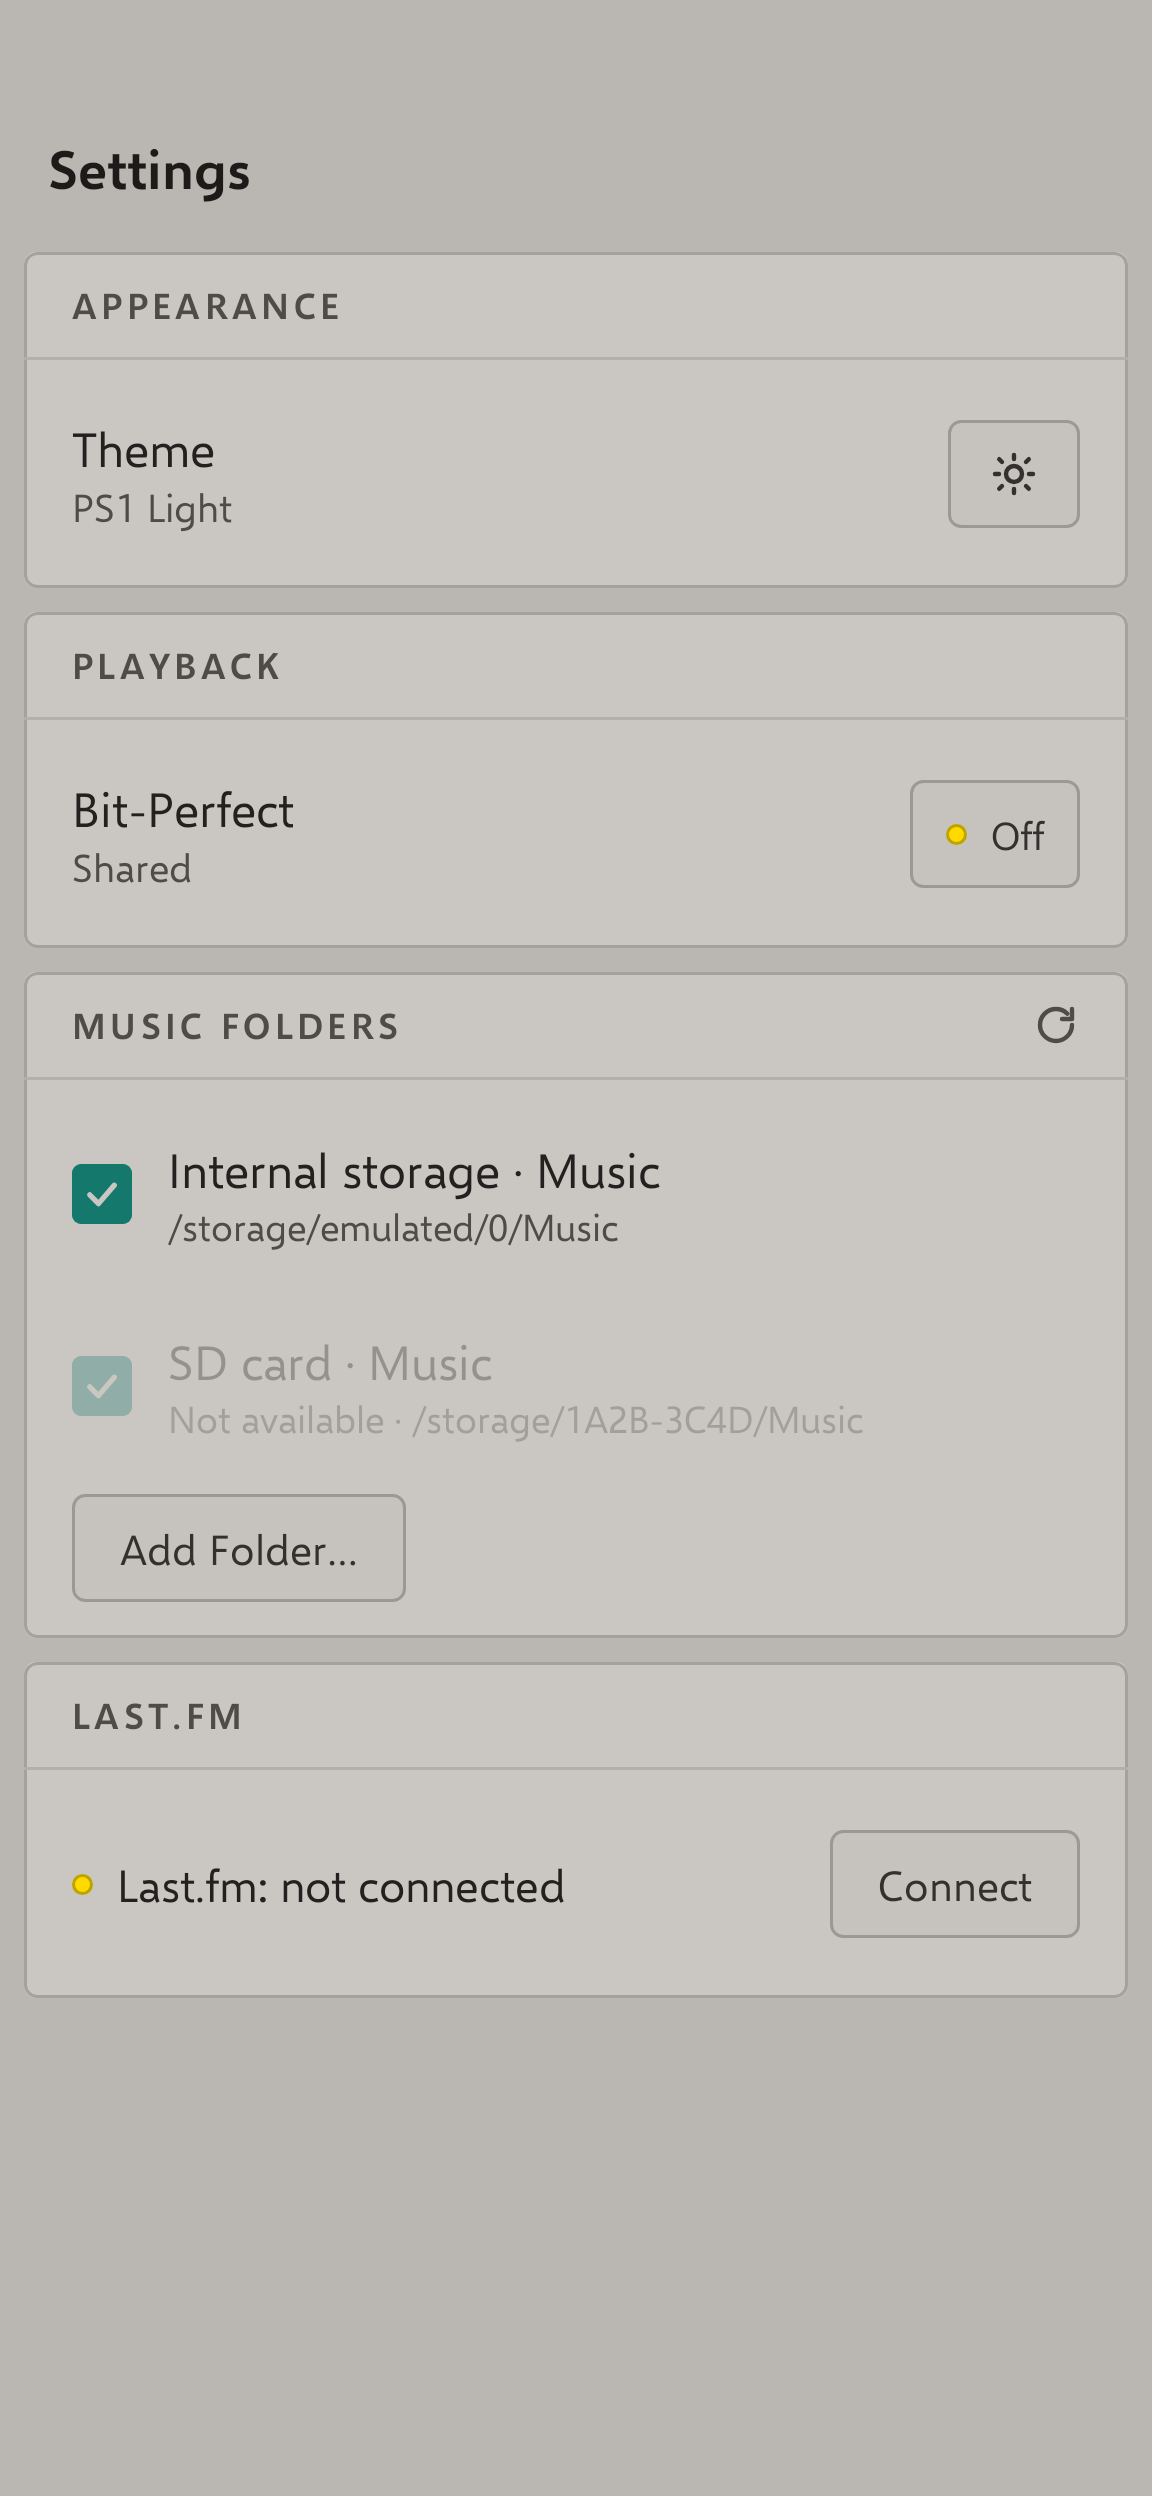 Settings
APPEARANCE
Theme
PS1 Light
PLAYBACK
Bit-Perfect
Shared
Off
MUSIC FOLDERS
Internal storage · Music
/storage/emulated/0/Music
SD card · Music
Not available · /storage/1A2B-3C4D/Music
Add Folder...
LAST.FM
Last.fm: not connected
Connect